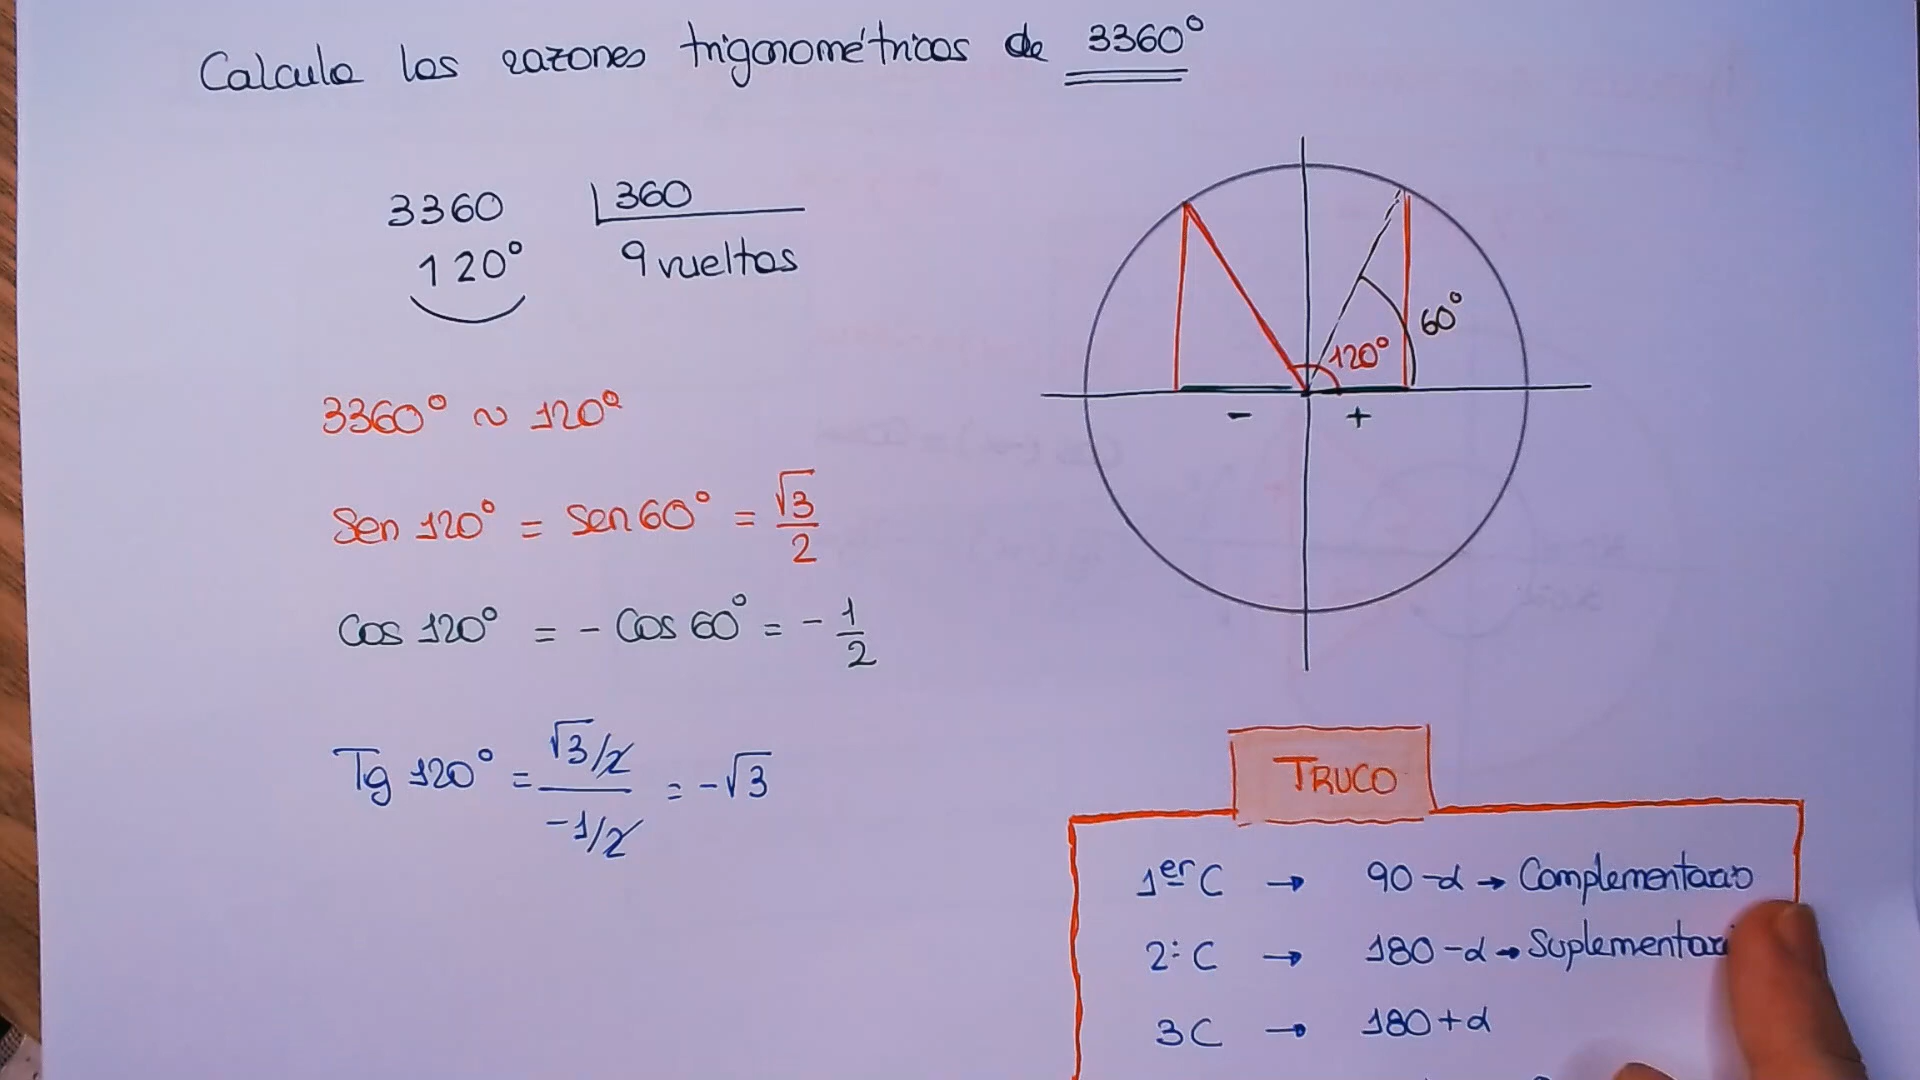 Calcula las razones trigonométricas de 3360°
3360 360
120° 9 vueltas
3360° ~ 120°
Sen 120° = Sen 60° = √3/2
Cos 120° = - Cos 60° = - 1/2
Tg 120° = √3/2 / -1/2 = -√3
120°
60°
- +
TRUCO
1er C → 90-α → Complementario
2º C → 180-α →
3C → 180+α